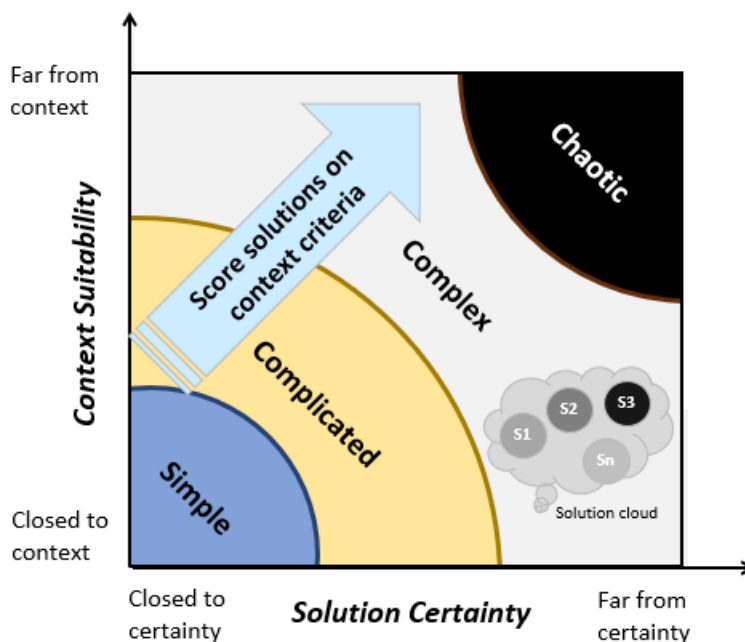 Far from
context
Context Suitability
Closed to
context
Score solutions on
context criteria
Chaotic
Complex
Complicated
Simple
S1
S2
S3
Sn
Solution cloud
Closed to
certainty
Solution Certainty
Far from
certainty